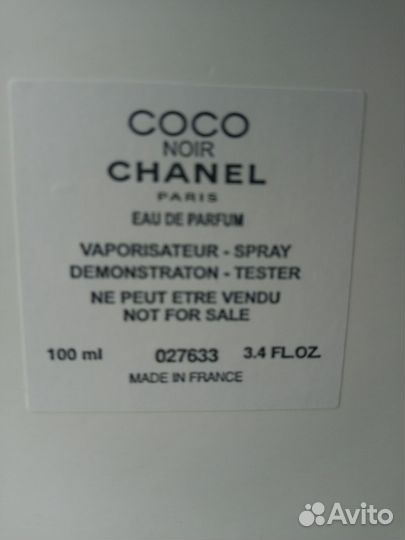 COCO
NOIR
CHANEL
PARIS
EAU DE PARFUM
VAPORISATEUR - SPRAY
DEMONSTRATON - TESTER
NE PEUT ETRE VENDU
NOT FOR SALE
100 ml 027633 3.4 FL.OZ.
MADE IN FRANCE
Avito